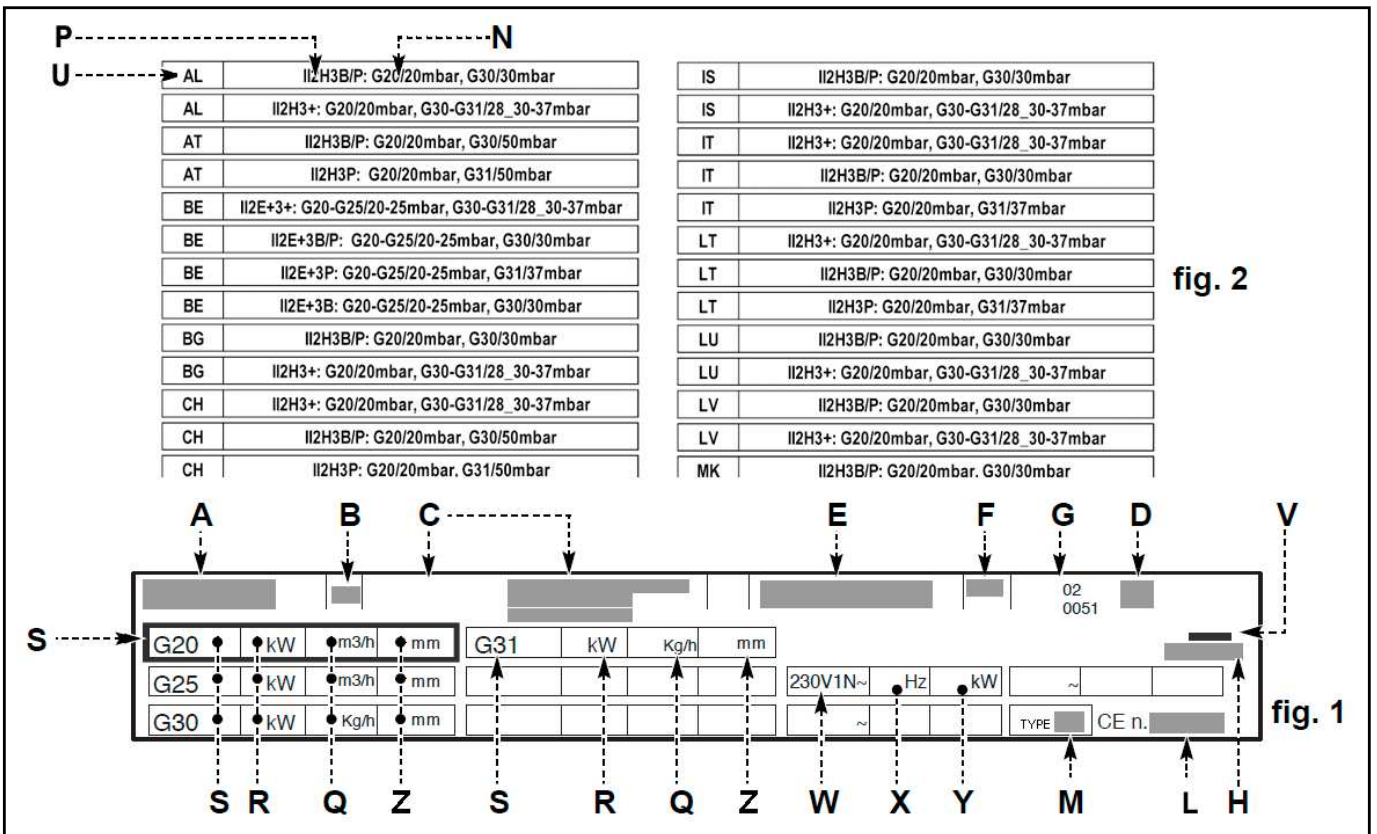 P N
U AL II2H3B/P: G20/20mbar, G30/30mbar
AL II2H3+: G20/20mbar, G30-G31/28_30-37mbar
AT II2H3B/P: G20/20mbar, G30/50mbar
AT II2H3P: G20/20mbar, G31/50mbar
BE II2E+3+: G20-G25/20-25mbar, G30-G31/28_30-37mbar
BE II2E+3B/P: G20-G25/20-25mbar, G30/30mbar
BE II2E+3P: G20-G25/20-25mbar, G31/37mbar
BE II2E+3B: G20-G25/20-25mbar, G30/30mbar
BG II2H3B/P: G20/20mbar, G30/30mbar
BG II2H3+: G20/20mbar, G30-G31/28_30-37mbar
CH II2H3+: G20/20mbar, G30-G31/28_30-37mbar
CH II2H3B/P: G20/20mbar, G30/50mbar
CH II2H3P: G20/20mbar, G31/50mbar
IS II2H3B/P: G20/20mbar, G30/30mbar
IS II2H3+: G20/20mbar, G30-G31/28_30-37mbar
IT II2H3+: G20/20mbar, G30-G31/28_30-37mbar
IT II2H3B/P: G20/20mbar, G30/30mbar
IT II2H3P: G20/20mbar, G31/37mbar
LT II2H3+: G20/20mbar, G30-G31/28_30-37mbar
LT II2H3B/P: G20/20mbar, G30/30mbar
LT II2H3P: G20/20mbar, G31/37mbar
LU II2H3B/P: G20/20mbar, G30/30mbar
LU II2H3+: G20/20mbar, G30-G31/28_30-37mbar
LV II2H3B/P: G20/20mbar, G30/30mbar
LV II2H3+: G20/20mbar, G30-G31/28_30-37mbar
MK II2H3B/P: G20/20mbar, G30/30mbar
fig. 2
A B C E F G D V
02
0051
S G20 kW m3/h mm G31 kW Kg/h mm
G25 kW m3/h mm 230V1N~ Hz kW ~
G30 kW Kg/h mm ~ TYPE CE n.
fig. 1
S R Q Z S R Q Z W X Y M L H